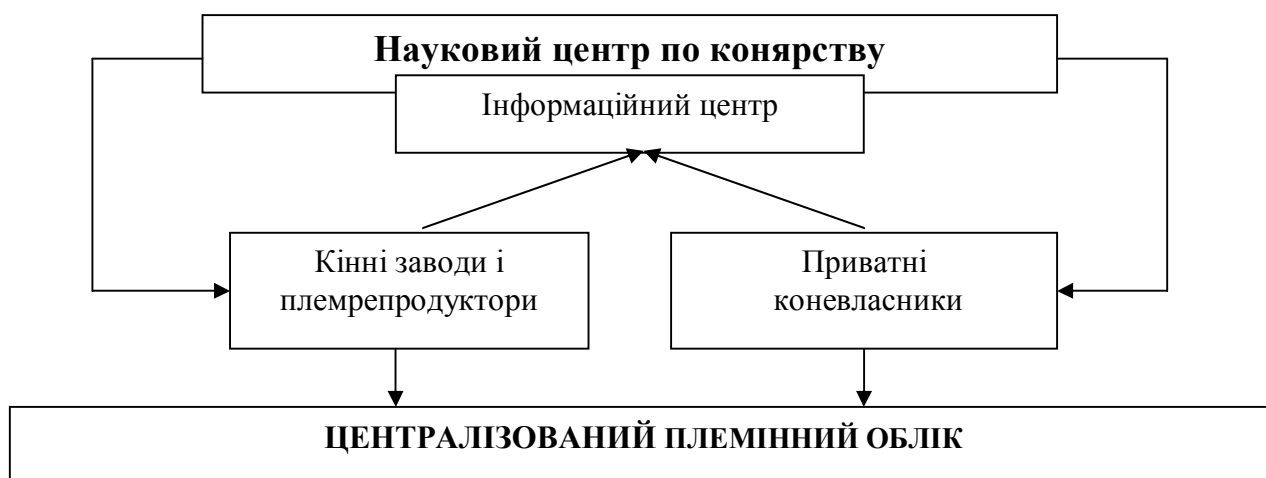 Науковий центр по конярству
Інформаційний центр
Кінні заводи і
племрепродуктори
Приватні
коневласники
ЦЕНТРАЛІЗОВАНИЙ ПЛЕМІННИЙ ОБЛІК